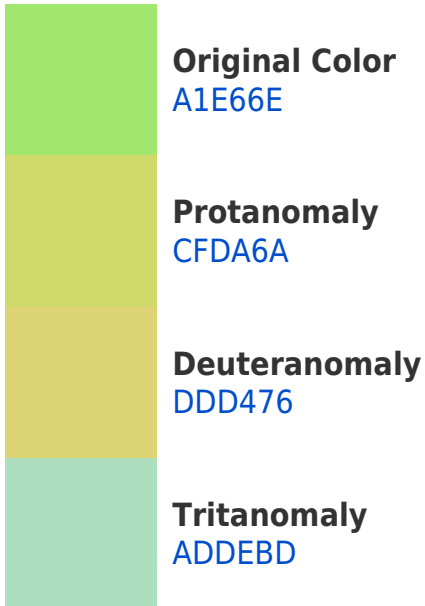 Original Color
A1E66E
Protanomaly
CFDA6A
Deuteranomaly
DDD476
Tritanomaly
ADDEBD